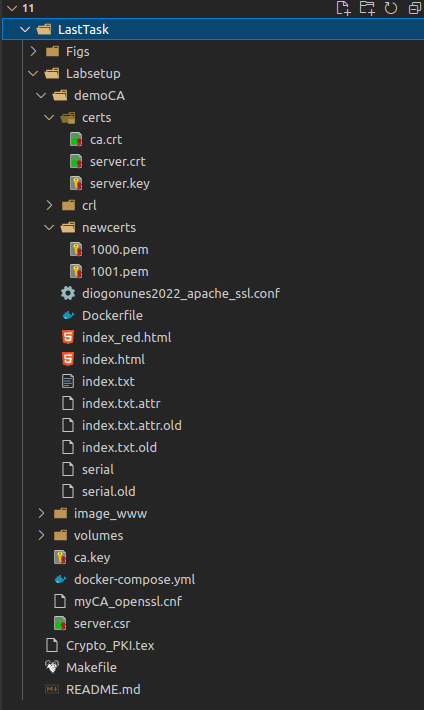 11
LastTask
Figs
Labsetup
demoCA
certs
ca.crt
server.crt
server.key
crl
newcerts
1000.pem
1001.pem
diogonunes2022_apache_ssl.conf
Dockerfile
index_red.html
index.html
index.txt
index.txt.attr
index.txt.attr.old
index.txt.old
serial
serial.old
image_www
volumes
ca.key
docker-compose.yml
myCA_openssl.cnf
server.csr
Crypto_PKI.tex
Makefile
README.md